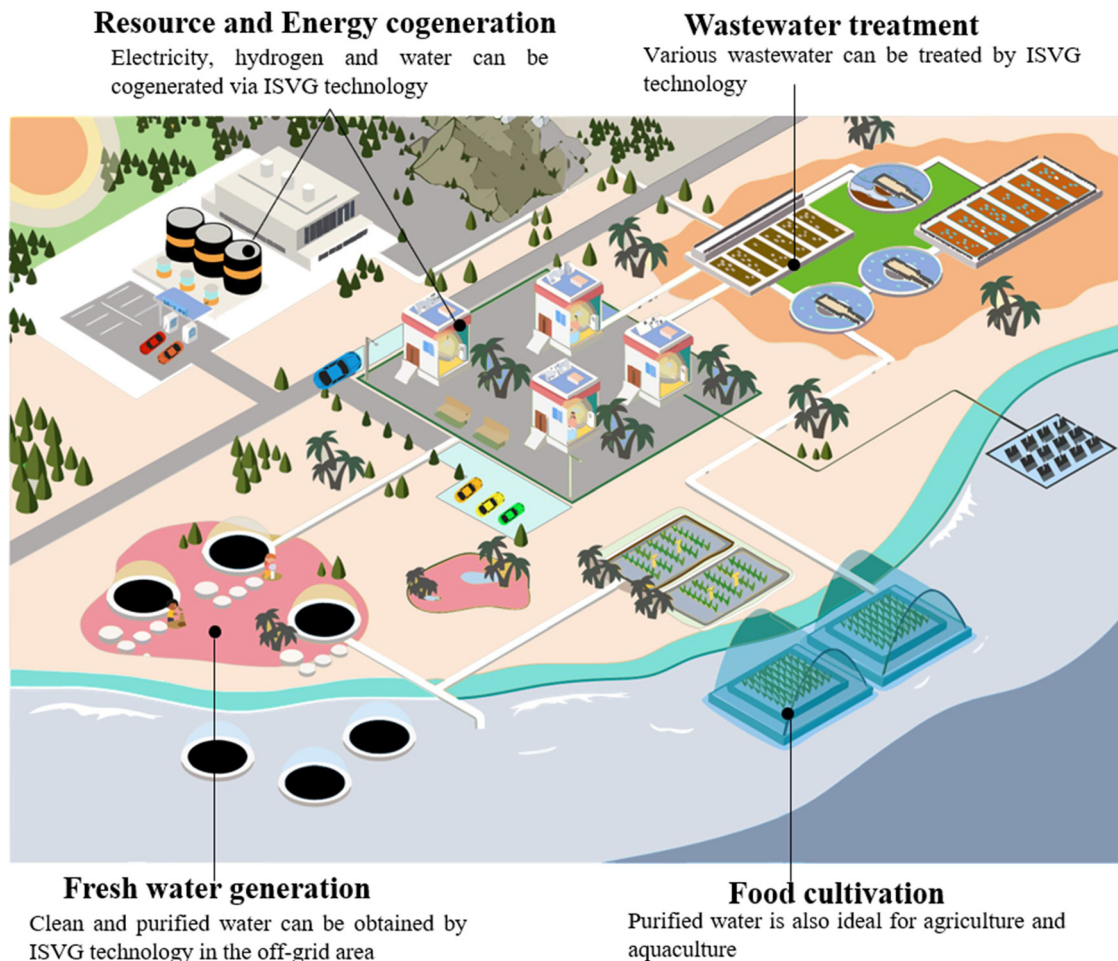 Resource and Energy cogeneration
Electricity, hydrogen and water can be
cogenerated via ISVG technology
Wastewater treatment
Various wastewater can be treated by ISVG
technology
Fresh water generation
Clean and purified water can be obtained by
ISVG technology in the off-grid area
Food cultivation
Purified water is also ideal for agriculture and
aquaculture